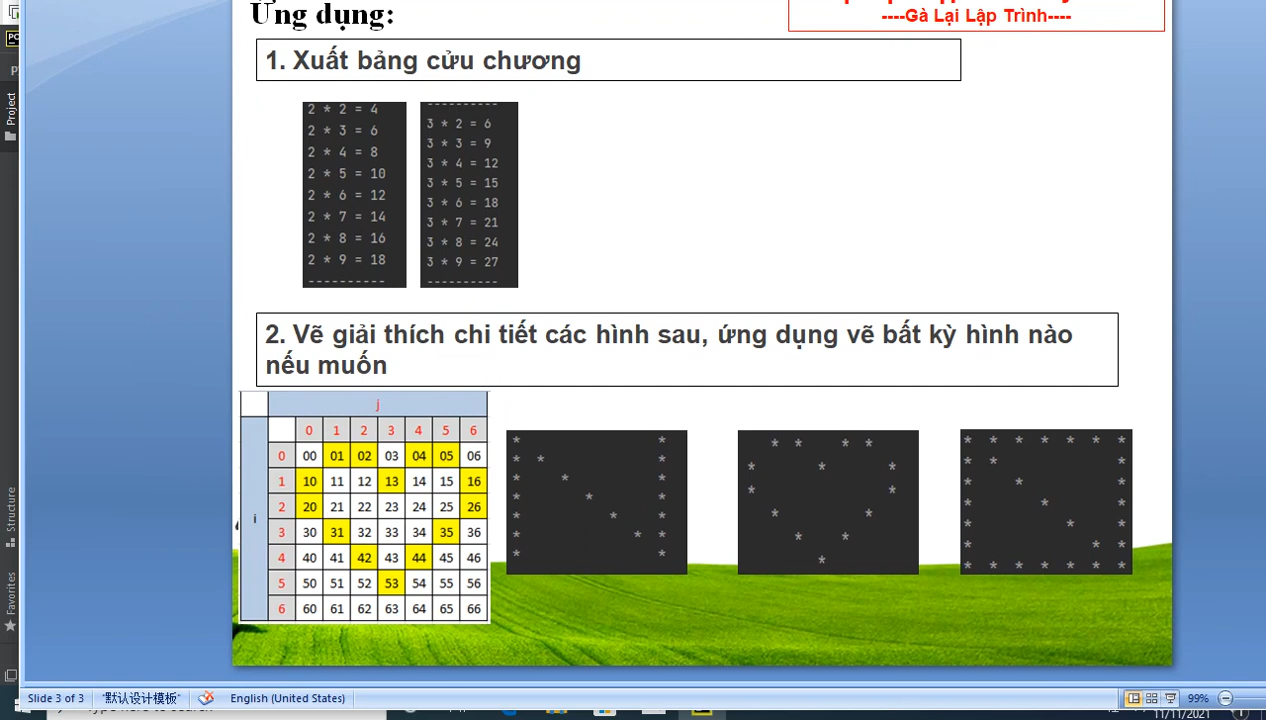 Ứng dụng:
----Gà Lại Lập Trình----
1. Xuất bảng cửu chương
2 * 2 = 4
2 * 3 = 6
2 * 4 = 8
2 * 5 = 10
2 * 6 = 12
2 * 7 = 14
2 * 8 = 16
2 * 9 = 18
----------
----------
3 * 2 = 6
3 * 3 = 9
3 * 4 = 12
3 * 5 = 15
3 * 6 = 18
3 * 7 = 21
3 * 8 = 24
3 * 9 = 27
----------
2. Vẽ giải thích chi tiết các hình sau, ứng dụng vẽ bất kỳ hình nào
nếu muốn
j
0 1 2 3 4 5 6
0 00 01 02 03 04 05 06
1 10 11 12 13 14 15 16
2 20 21 22 23 24 25 26
i
3 30 31 32 33 34 35 36
4 40 41 42 43 44 45 46
5 50 51 52 53 54 55 56
6 60 61 62 63 64 65 66
*           *
* *         *
*   *       *
*     *     *
*       *   *
*         * *
*           *
  * *   * *
*     *     *
*           *
  *       *
    *   *
      *
* * * * * * *
* *         *
*   *       *
*     *     *
*       *   *
*         * *
* * * * * * *
Project
Structure
Favorites
Slide 3 of 3
"默认设计模板"
English (United States)
99%
11/11/2021